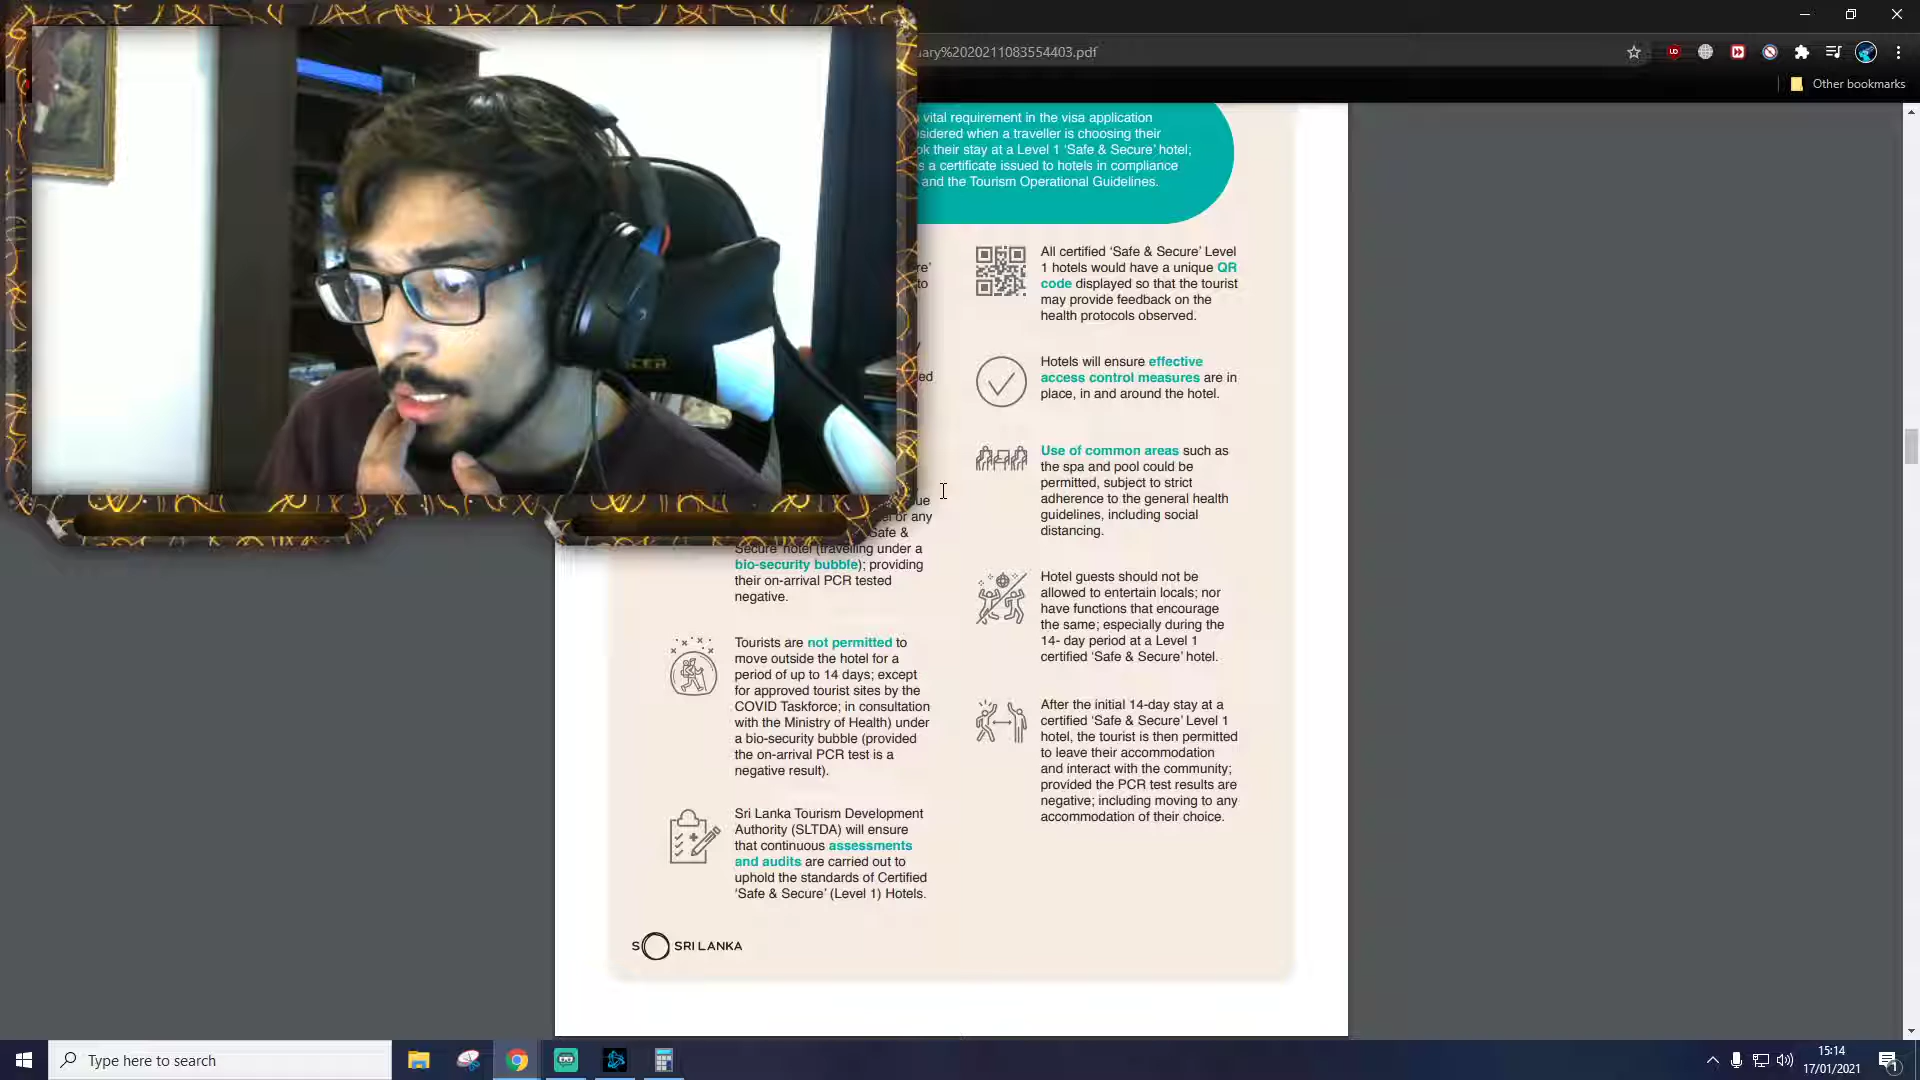 uary%2020211083554403.pdf
Other bookmarks
vital requirement in the visa application
sidered when a traveller is choosing their
ok their stay at a Level 1 ‘Safe & Secure’ hotel;
s a certificate issued to hotels in compliance
and the Tourism Operational Guidelines.
re’
to
ed
ue
or any
Safe &
Secure’ hotel (travelling under a
bio-security bubble); providing
their on-arrival PCR tested
negative.
Tourists are not permitted to
move outside the hotel for a
period of up to 14 days; except
for approved tourist sites by the
COVID Taskforce; in consultation
with the Ministry of Health) under
a bio-security bubble (provided
the on-arrival PCR test is a
negative result).
Sri Lanka Tourism Development
Authority (SLTDA) will ensure
that continuous assessments
and audits are carried out to
uphold the standards of Certified
‘Safe & Secure’ (Level 1) Hotels.
All certified ‘Safe & Secure’ Level
1 hotels would have a unique QR
code displayed so that the tourist
may provide feedback on the
health protocols observed.
Hotels will ensure effective
access control measures are in
place, in and around the hotel.
Use of common areas such as
the spa and pool could be
permitted, subject to strict
adherence to the general health
guidelines, including social
distancing.
Hotel guests should not be
allowed to entertain locals; nor
have functions that encourage
the same; especially during the
14- day period at a Level 1
certified ‘Safe & Secure’ hotel.
After the initial 14-day stay at a
certified ‘Safe & Secure’ Level 1
hotel, the tourist is then permitted
to leave their accommodation
and interact with the community;
provided the PCR test results are
negative; including moving to any
accommodation of their choice.
SO SRI LANKA
Type here to search
15:14
17/01/2021